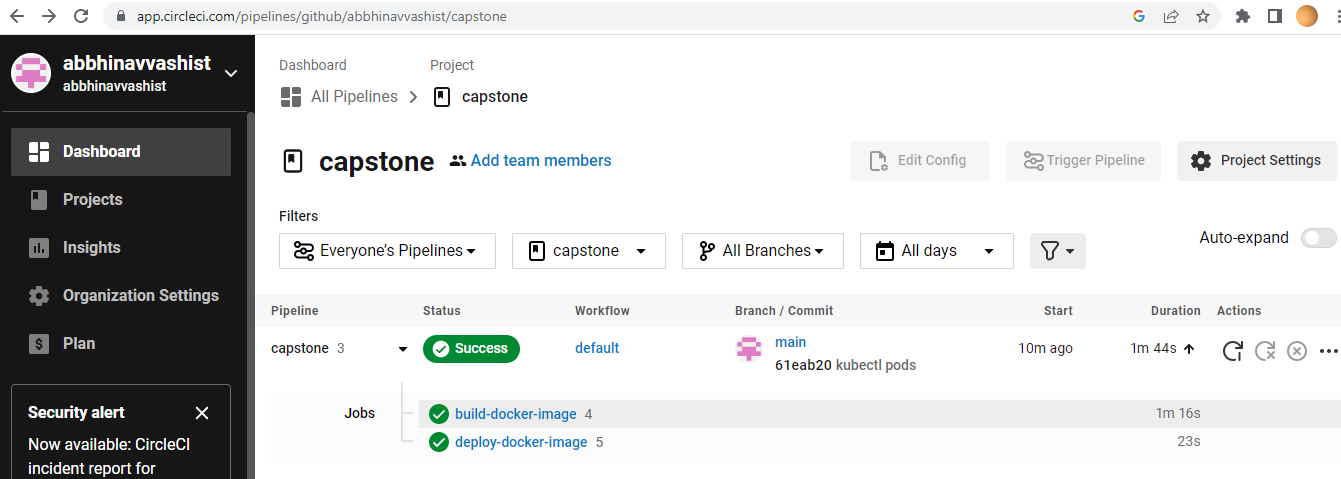 app.circleci.com/pipelines/github/abbhinavvashist/capstone
abbhinavvashist
abbhinavvashist
Dashboard
Projects
Insights
Organization Settings
Plan
Security alert
Now available: CircleCI
incident report for
Dashboard Project
All Pipelines capstone
capstone Add team members Edit Config Trigger Pipeline Project Settings
Filters
Everyone's Pipelines capstone All Branches All days Auto-expand
Pipeline Status Workflow Branch / Commit Start Duration Actions
capstone 3 Success default main 10m ago 1m 44s
61eab20 kubectl pods
Jobs build-docker-image 4 1m 16s
deploy-docker-image 5 23s